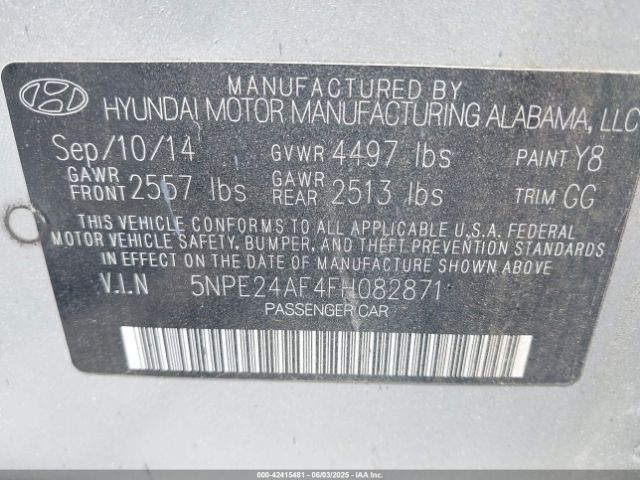 MANUFACTURED BY
HYUNDAI MOTOR MANUFACTURING ALABAMA, LLC
Sep/10/14 GVWR 4497 lbs PAINT Y8
GAWR FRONT 2557 lbs GAWR REAR 2513 lbs TRIM GG
THIS VEHICLE CONFORMS TO ALL APPLICABLE U.S.A. FEDERAL
MOTOR VEHICLE SAFETY, BUMPER, AND THEFT PREVENTION STANDARDS
IN EFFECT ON THE DATE OF MANUFACTURE SHOWN ABOVE.
V.I.N 5NPE24AF4FH082871
PASSENGER CAR
000-42415481 - 06/03/2025 - IAAI.COM